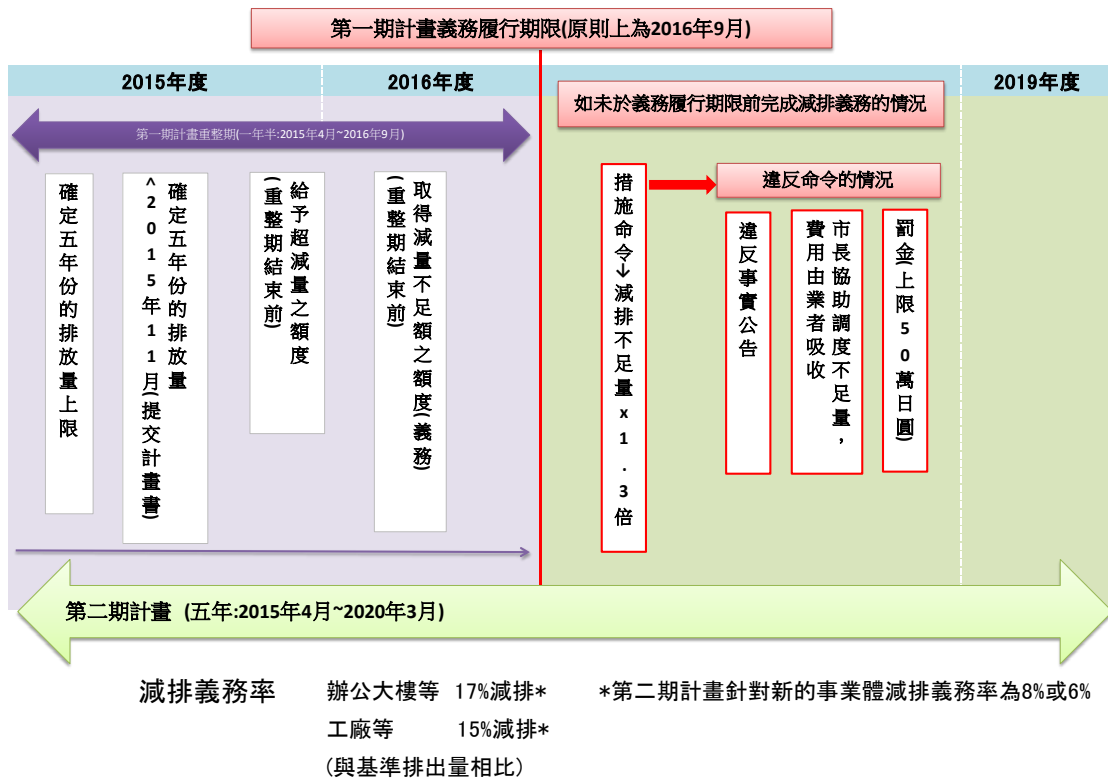 第一期計畫義務履行期限(原則上為2016年9月)
2015年度
2016年度
2019年度
如未於義務履行期限前完成減排義務的情況
第一期計畫重整期(一年半:2015年4月~2016年9月)
確定五年份的排放量上限
確定五年份的排放量
^2015年11月(提交計畫書)
給予超減量之額度
(重整期結束前)
取得減量不足額之額度(義務)
(重整期結束前)
措施命令↓減排不足量x1.3倍
違反命令的情況
違反事實公告
市長協助調度不足量,
費用由業者吸收
罰金(上限50萬日圓)
第二期計畫 (五年:2015年4月~2020年3月)
減排義務率
辦公大樓等 17%減排*
*第二期計畫針對新的事業體減排義務率為8%或6%
工廠等 15%減排*
(與基準排出量相比)